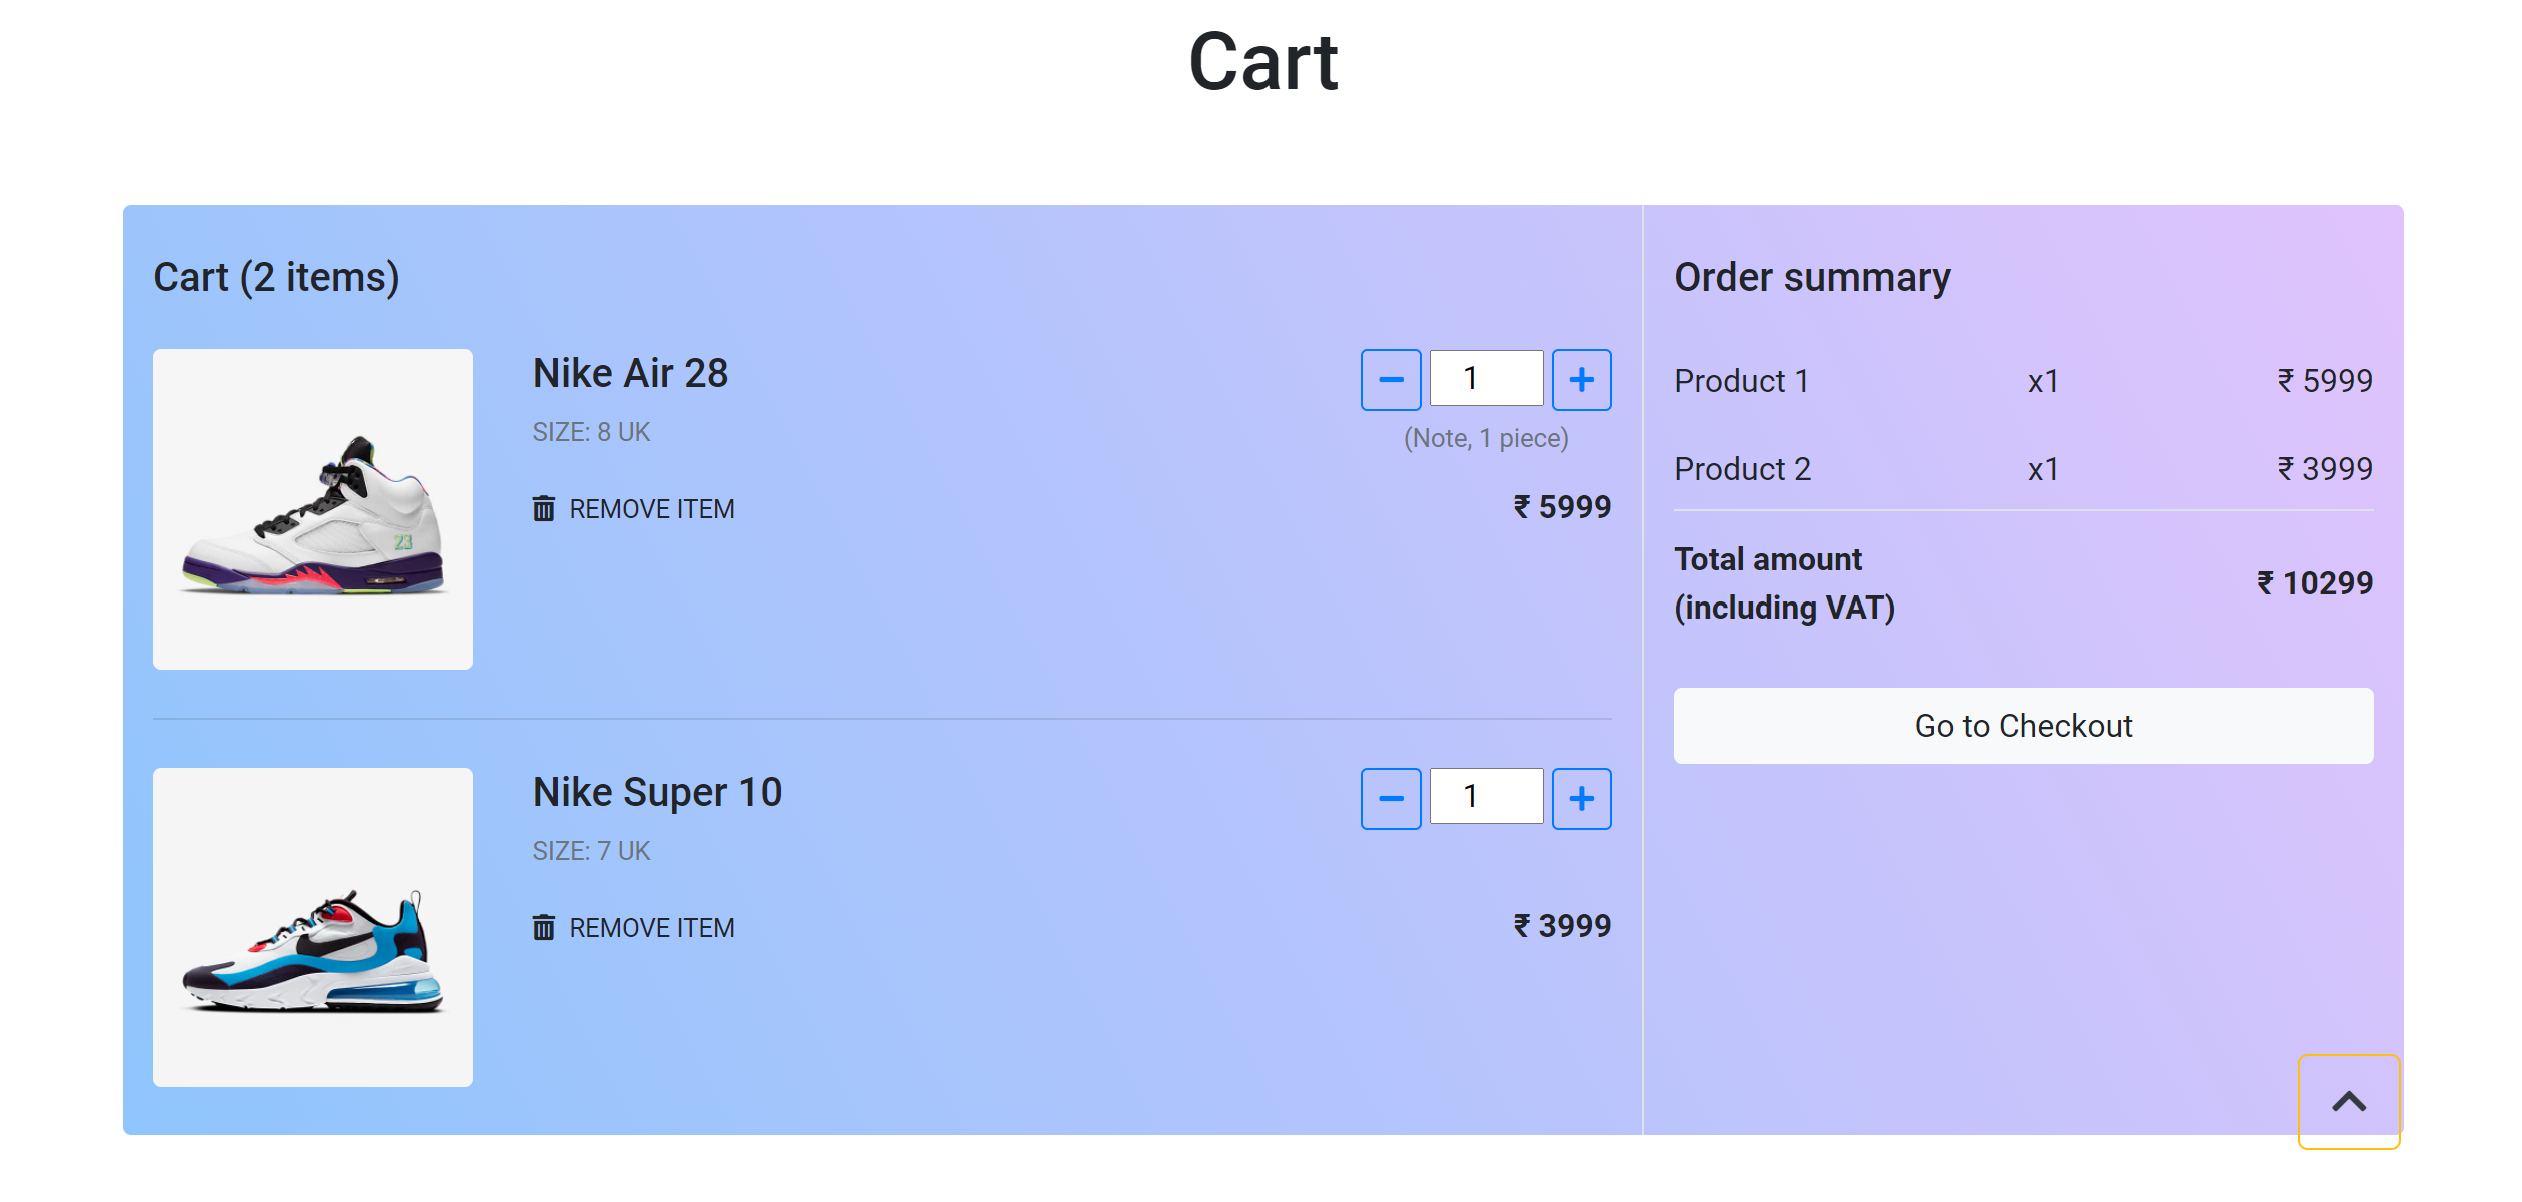 Cart
Cart (2 items)
Nike Air 28
SIZE: 8 UK
REMOVE ITEM
1
(Note, 1 piece)
₹ 5999
23
Nike Super 10
SIZE: 7 UK
REMOVE ITEM
1
₹ 3999
Order summary
Product 1 x1 ₹ 5999
Product 2 x1 ₹ 3999
Total amount
(including VAT)
₹ 10299
Go to Checkout